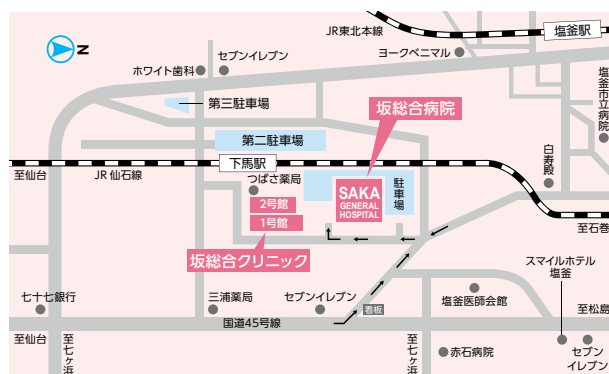 塩釜駅
JR東北本線
ヨークベニマル
N
セブンイレブン
ホワイト歯科
第三駐車場
坂総合病院
塩釜市立病院
第二駐車場
白寿殿
下馬駅
至仙台
JR仙石線
つばさ薬局
2号館
1号館
SAKA
GENERAL
HOSPITAL
駐車場
至石巻
坂総合クリニック
スマイルホテル
塩釜
七十七銀行
三浦薬局
セブンイレブン
塩釜医師会館
看板
至松島
国道45号線
至仙台
至七ヶ浜
至七ヶ浜
赤石病院
セブン
イレブン